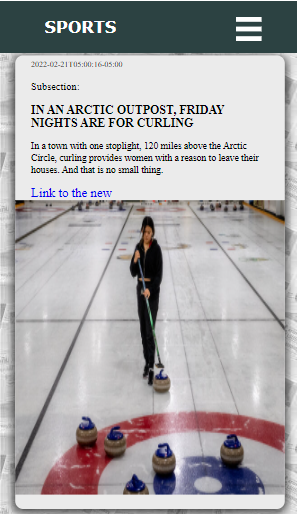 SPORTS
2022-02-21T05:00:16-05:00
Subsection:
IN AN ARCTIC OUTPOST, FRIDAY
NIGHTS ARE FOR CURLING
In a town with one stoplight, 120 miles above the Arctic
Circle, curling provides women with a reason to leave their
houses. And that is no small thing.
Link to the new